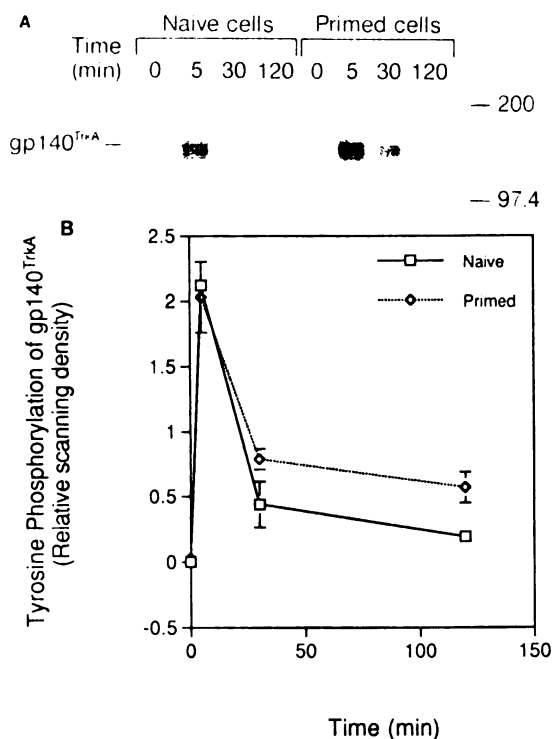 A
Naive cells Primed cells
Time (min) 0 5 30 120 0 5 30 120
— 200
gp140TrkA —
— 97.4
B
2.5
2
1.5
1
0.5
0
-0.5
0 50 100 150
Naive
Primed
Tyrosine Phosphorylation of gp140TrkA
(Relative scanning density)
Time (min)